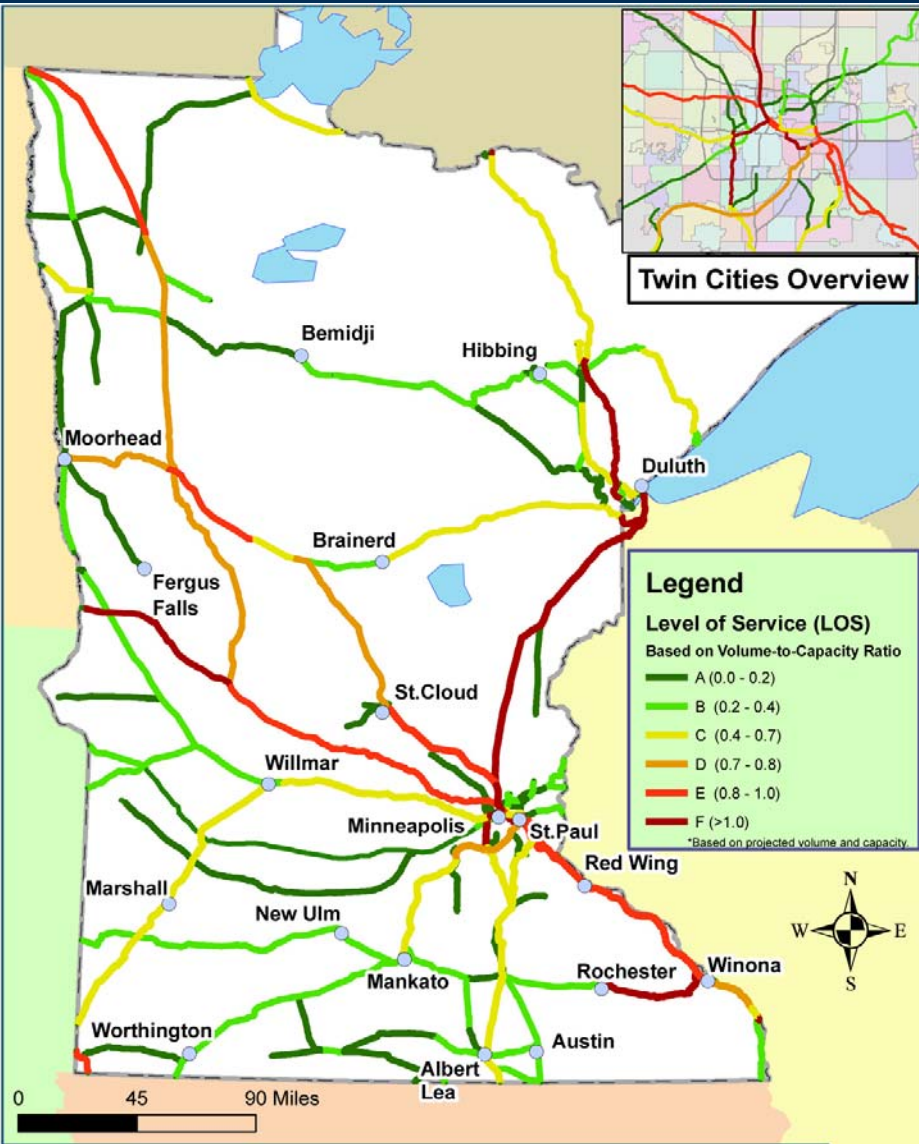 Twin Cities Overview
Bemidji
Hibbing
Moorhead
Duluth
Brainerd
Fergus
Falls
St.Cloud
Willmar
Minneapolis
St.Paul
Red Wing
Marshall
New Ulm
Mankato
Rochester
Winona
Worthington
Albert
Lea
Austin
Legend
Level of Service (LOS)
Based on Volume-to-Capacity Ratio
A (0.0 - 0.2)
B (0.2 - 0.4)
C (0.4 - 0.7)
D (0.7 - 0.8)
E (0.8 - 1.0)
F (>1.0)
*Based on projected volume and capacity.
N
W E
S
0 45 90 Miles